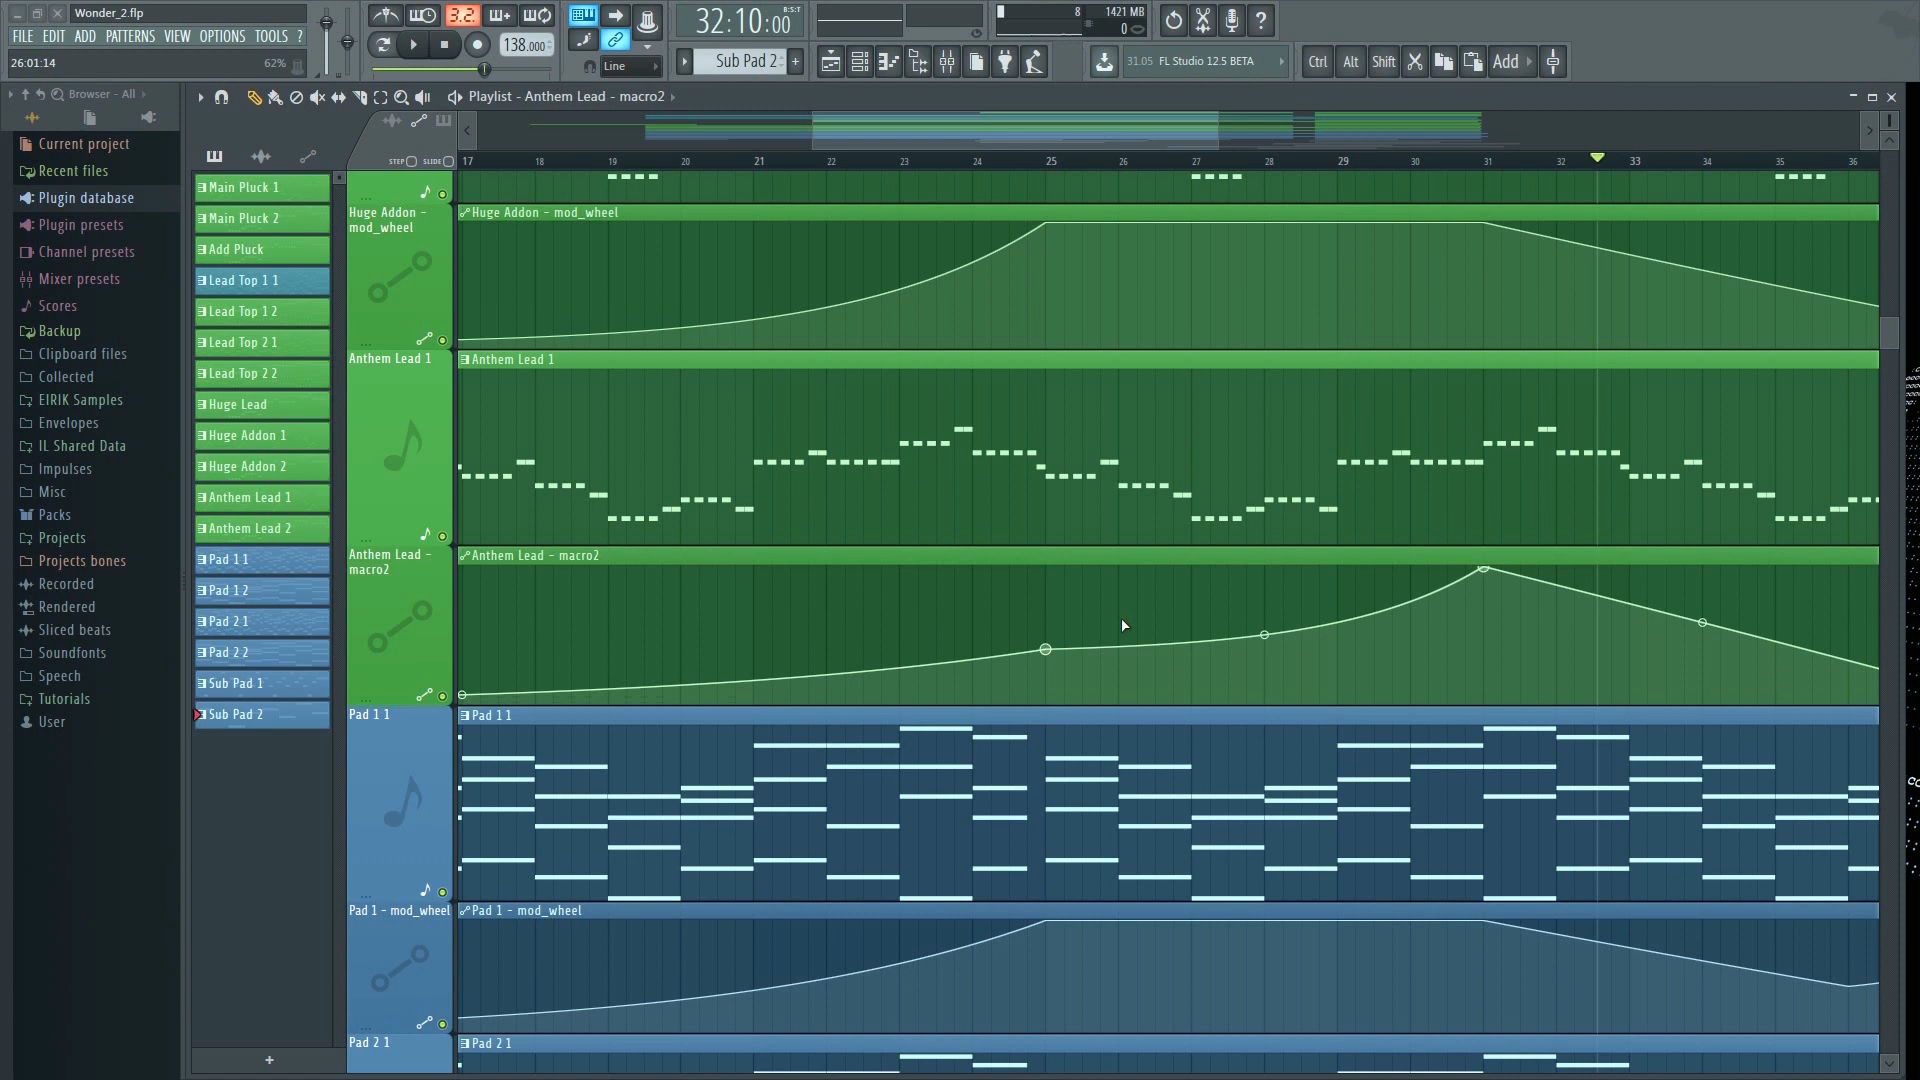 Wonder_2.flp
FILE EDIT ADD PATTERNS VIEW OPTIONS TOOLS ?
26:01:14
62%
3.2.
138.000
Line
32:10:00
B:S:T
Sub Pad 2
+
8
1421 MB
0
?
31.05 FL Studio 12.5 BETA
Ctrl
Alt
Shift
Add
Browser - All
Playlist - Anthem Lead - macro2
Current project
Recent files
Plugin database
Plugin presets
Channel presets
Mixer presets
Scores
Backup
Clipboard files
Collected
EIRIK Samples
Envelopes
IL Shared Data
Impulses
Misc
Packs
Projects
Projects bones
Recorded
Rendered
Sliced beats
Soundfonts
Speech
Tutorials
User
Main Pluck 1
Main Pluck 2
Add Pluck
Lead Top 1 1
Lead Top 1 2
Lead Top 2 1
Lead Top 2 2
Huge Lead
Huge Addon 1
Huge Addon 2
Anthem Lead 1
Anthem Lead 2
Pad 1 1
Pad 1 2
Pad 2 1
Pad 2 2
Sub Pad 1
Sub Pad 2
+
STEP SLIDE
17 18 19 20 21 22 23 24 25 26 27 28 29 30 31 32 33 34 35 36
Huge Addon -
mod_wheel
Huge Addon - mod_wheel
Anthem Lead 1
Anthem Lead 1
Anthem Lead -
macro2
Anthem Lead - macro2
Pad 1 1
Pad 1 1
Pad 1 - mod_wheel
Pad 1 - mod_wheel
Pad 2 1
Pad 2 1